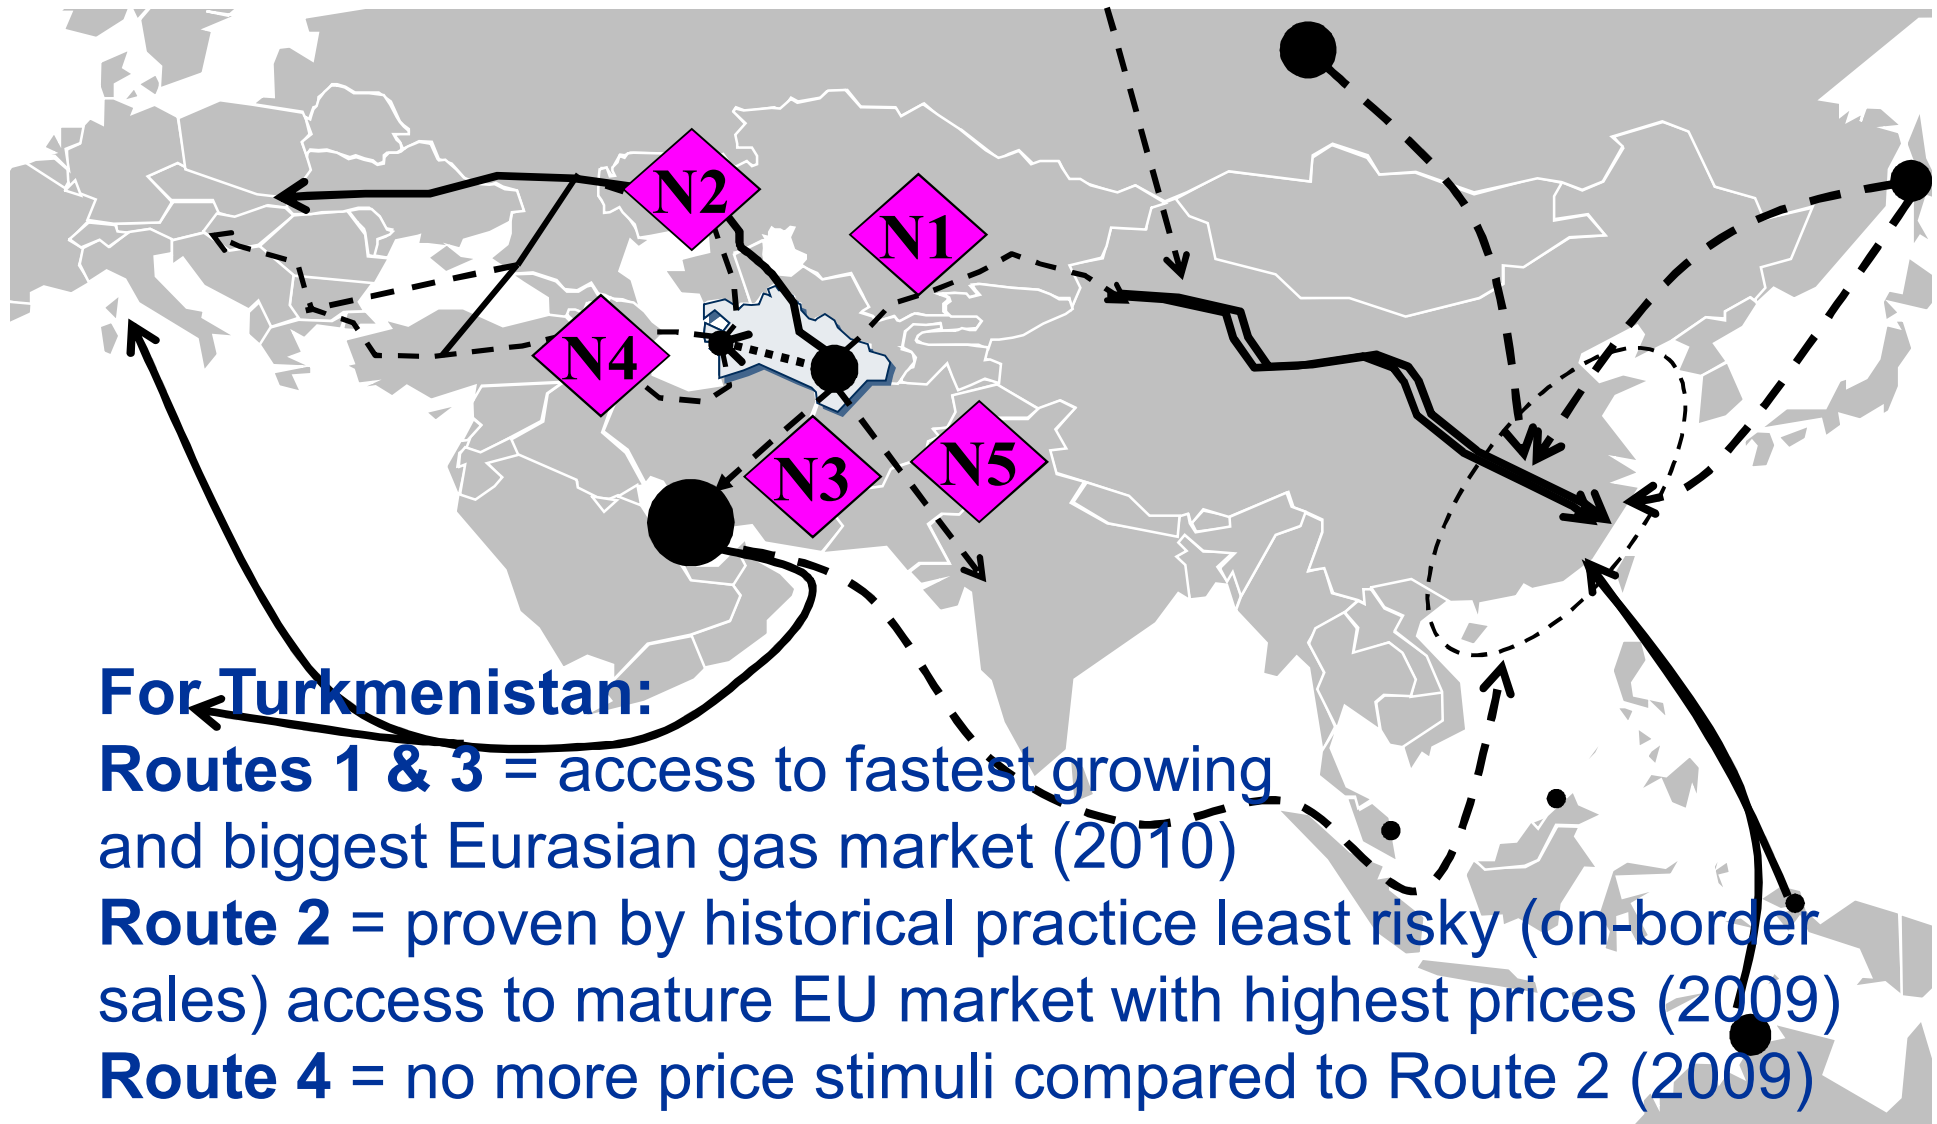 N2
N1
N4
N3
N5
For Turkmenistan:
Routes 1 & 3 = access to fastest growing
and biggest Eurasian gas market (2010)
Route 2 = proven by historical practice least risky (on-border
sales) access to mature EU market with highest prices (2009)
Route 4 = no more price stimuli compared to Route 2 (2009)